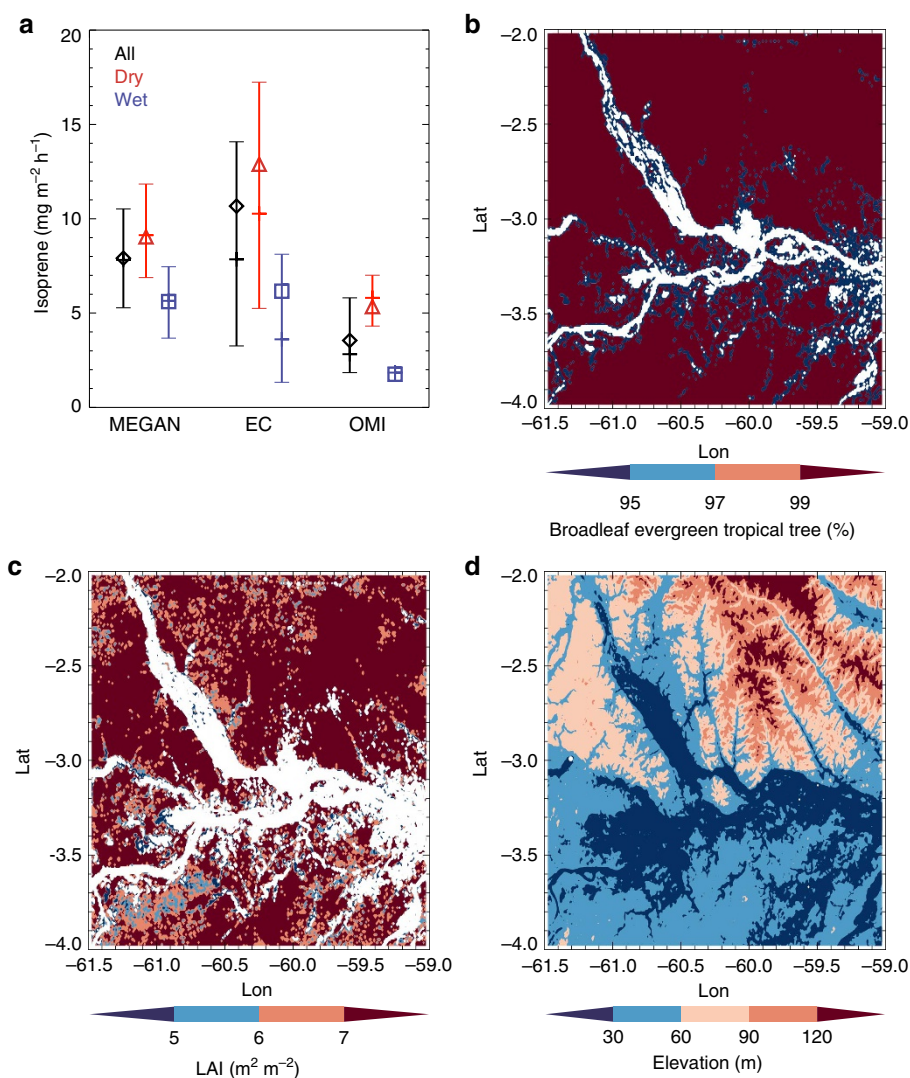 a
20
15
10
5
0
Isoprene (mg m−2 h−1)
All
Dry
Wet
MEGAN EC OMI
b
−2.0
−2.5
−3.0
−3.5
−4.0
Lat
−61.5 −61.0 −60.5 −60.0 -59.5 −59.0
Lon
95 97 99
Broadleaf evergreen tropical tree (%)
c
−2.0
−2.5
−3.0
-3.5
−4.0
Lat
−61.5 −61.0 −60.5 −60.0 -59.5 −59.0
Lon
5 6 7
LAI (m2 m−2)
d
−2.0
−2.5
−3.0
−3.5
−4.0
Lat
−61.5 −61.0 −60.5 −60.0 -59.5 −59.0
Lon
30 60 90 120
Elevation (m)